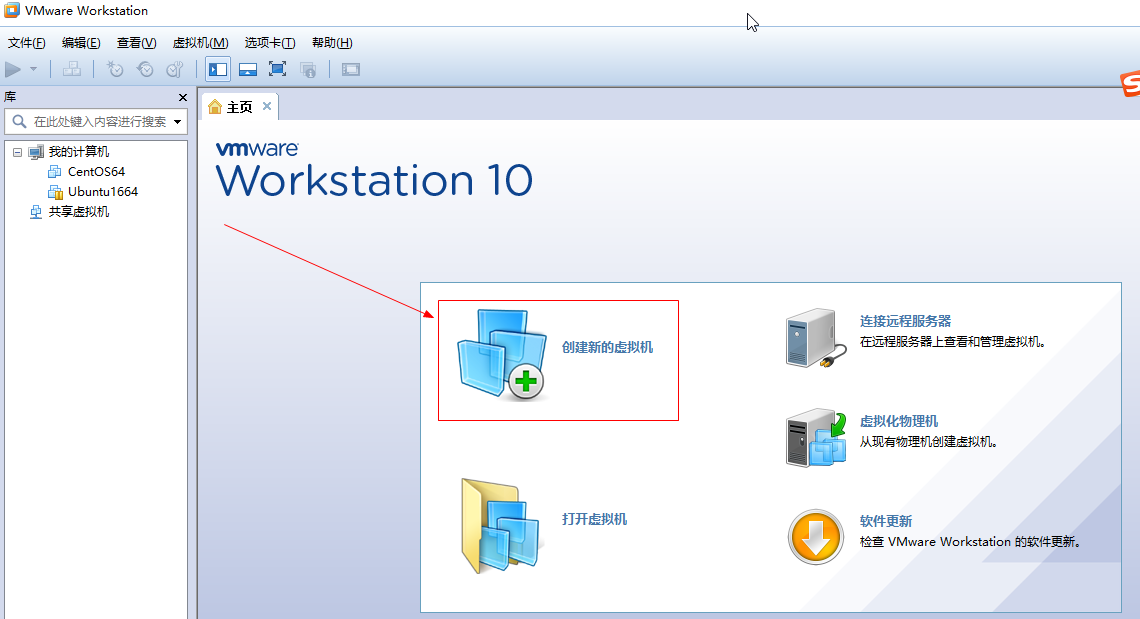 VMware Workstation
文件(F) 编辑(E) 查看(V) 虚拟机(M) 选项卡(T) 帮助(H)
库
在此处键入内容进行搜索
我的计算机
CentOS64
Ubuntu1664
共享虚拟机
主页
vmware
Workstation 10
创建新的虚拟机
打开虚拟机
连接远程服务器
在远程服务器上查看和管理虚拟机。
虚拟化物理机
从现有物理机创建虚拟机。
软件更新
检查 VMware Workstation 的软件更新。